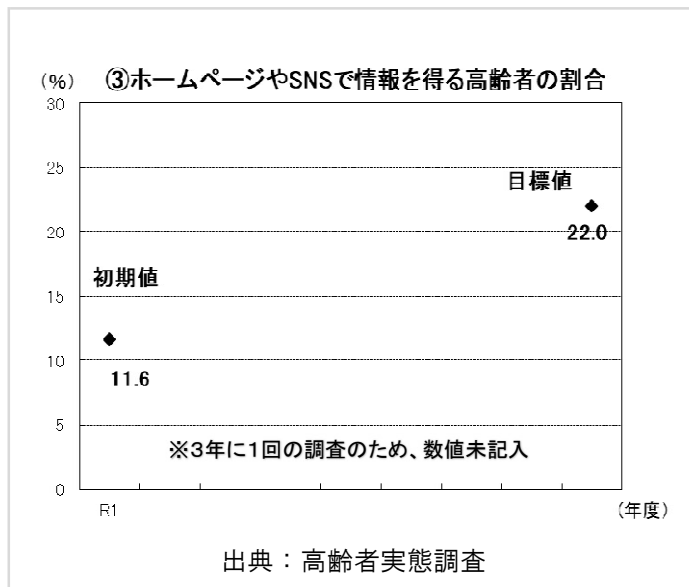 ③ホームページやSNSで情報を得る高齢者の割合
（%）
30
25
目標値
22.0
20
初期値
15
11.6
10
5
※3年に1回の調査のため、数値未記入
0
R1
（年度）
出典：高齢者実態調査